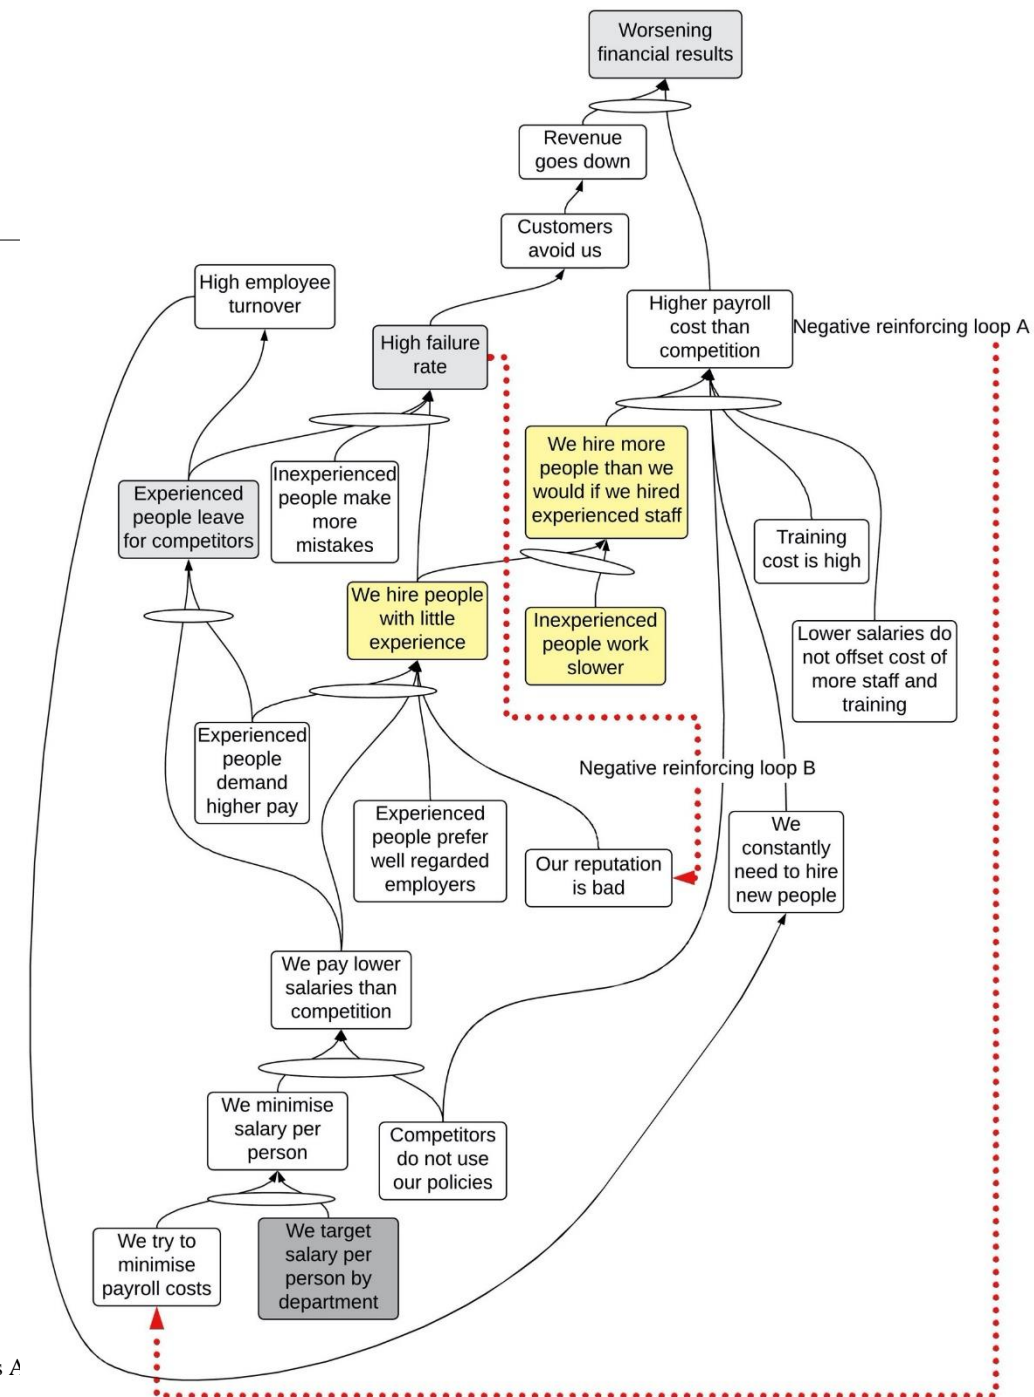 Worsening
financial results
Revenue
goes down
Customers
avoid us
High employee
turnover
Higher payroll
cost than
competition
Negative reinforcing loop A
High failure
rate
We hire more
people than we
would if we hired
experienced staff
Inexperienced
people make
more
mistakes
Experienced
people leave
for competitors
Training
cost is high
We hire people
with little
experience
Inexperienced
people work
slower
Lower salaries do
not offset cost of
more staff and
training
Experienced
people
demand
higher pay
Negative reinforcing loop B
Experienced
people prefer
well regarded
employers
Our reputation
is bad
We
constantly
need to hire
new people
We pay lower
salaries than
competition
We minimise
salary per
person
Competitors
do not use
our policies
We try to
minimise
payroll costs
We target
salary per
person by
department